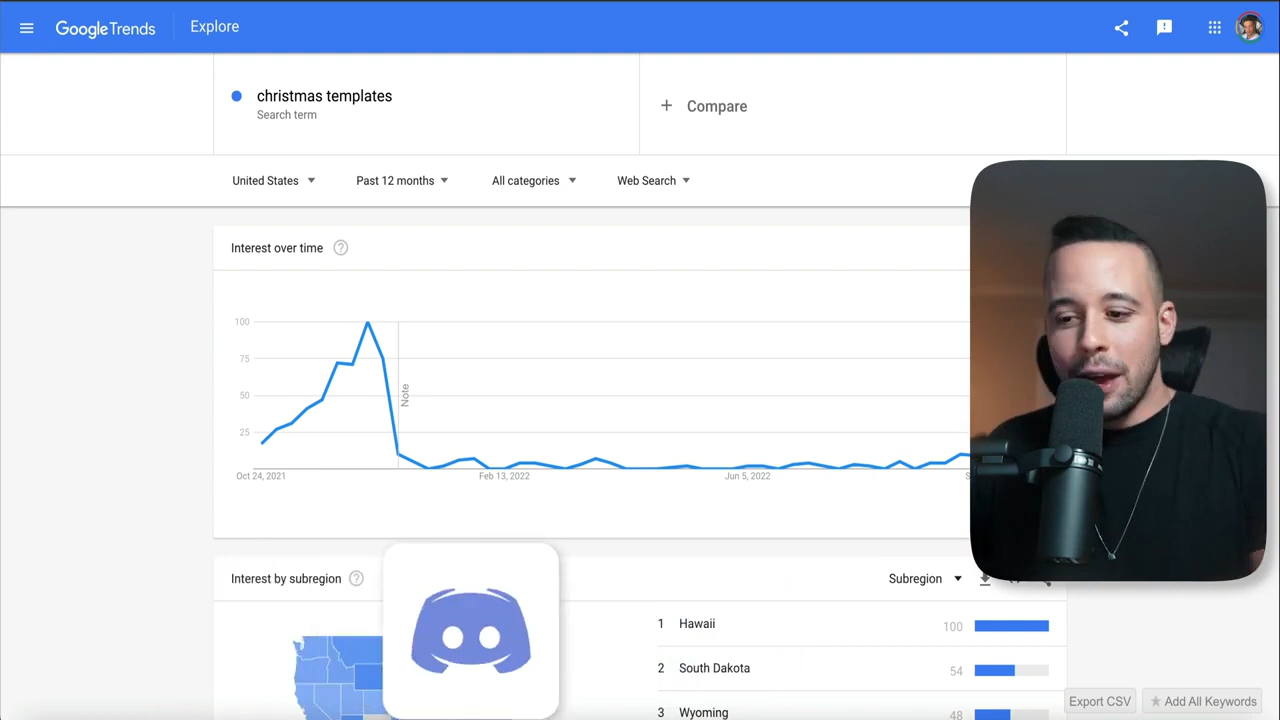 Google Trends
Explore
christmas templates
Search term
+ Compare
United States
Past 12 months
All categories
Web Search
Interest over time
100
75
50
25
Note
Oct 24, 2021
Feb 13, 2022
Jun 5, 2022
Interest by subregion
Subregion
1 Hawaii 100
2 South Dakota 54
3 Wyoming 48
Export CSV
★ Add All Keywords